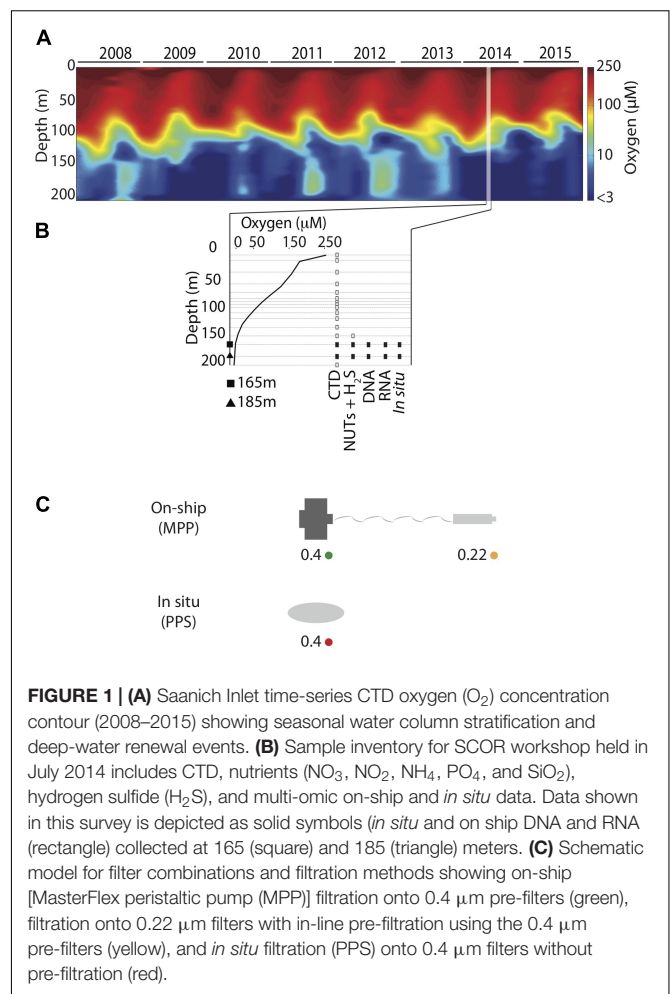 A
2008 2009 2010 2011 2012 2013 2014 2015
0
50
100
150
200
Depth (m)
250
100
10
<3
Oxygen (μM)
B
Oxygen (μM)
0 50 150 250
0
50
100
150
200
Depth (m)
■ 165m
▲ 185m
CTD
NUTs + H₂S
DNA
RNA
In situ
C
On-ship
(MPP)
0.4
0.22
In situ
(PPS)
0.4
FIGURE 1 | (A) Saanich Inlet time-series CTD oxygen (O₂) concentration
contour (2008–2015) showing seasonal water column stratification and
deep-water renewal events. (B) Sample inventory for SCOR workshop held in
July 2014 includes CTD, nutrients (NO₃, NO₂, NH₄, PO₄, and SiO₂),
hydrogen sulfide (H₂S), and multi-omic on-ship and in situ data. Data shown
in this survey is depicted as solid symbols (in situ and on ship DNA and RNA
(rectangle) collected at 165 (square) and 185 (triangle) meters. (C) Schematic
model for filter combinations and filtration methods showing on-ship
[MasterFlex peristaltic pump (MPP)] filtration onto 0.4 μm pre-filters (green),
filtration onto 0.22 μm filters with in-line pre-filtration using the 0.4 μm
pre-filters (yellow), and in situ filtration (PPS) onto 0.4 μm filters without
pre-filtration (red).